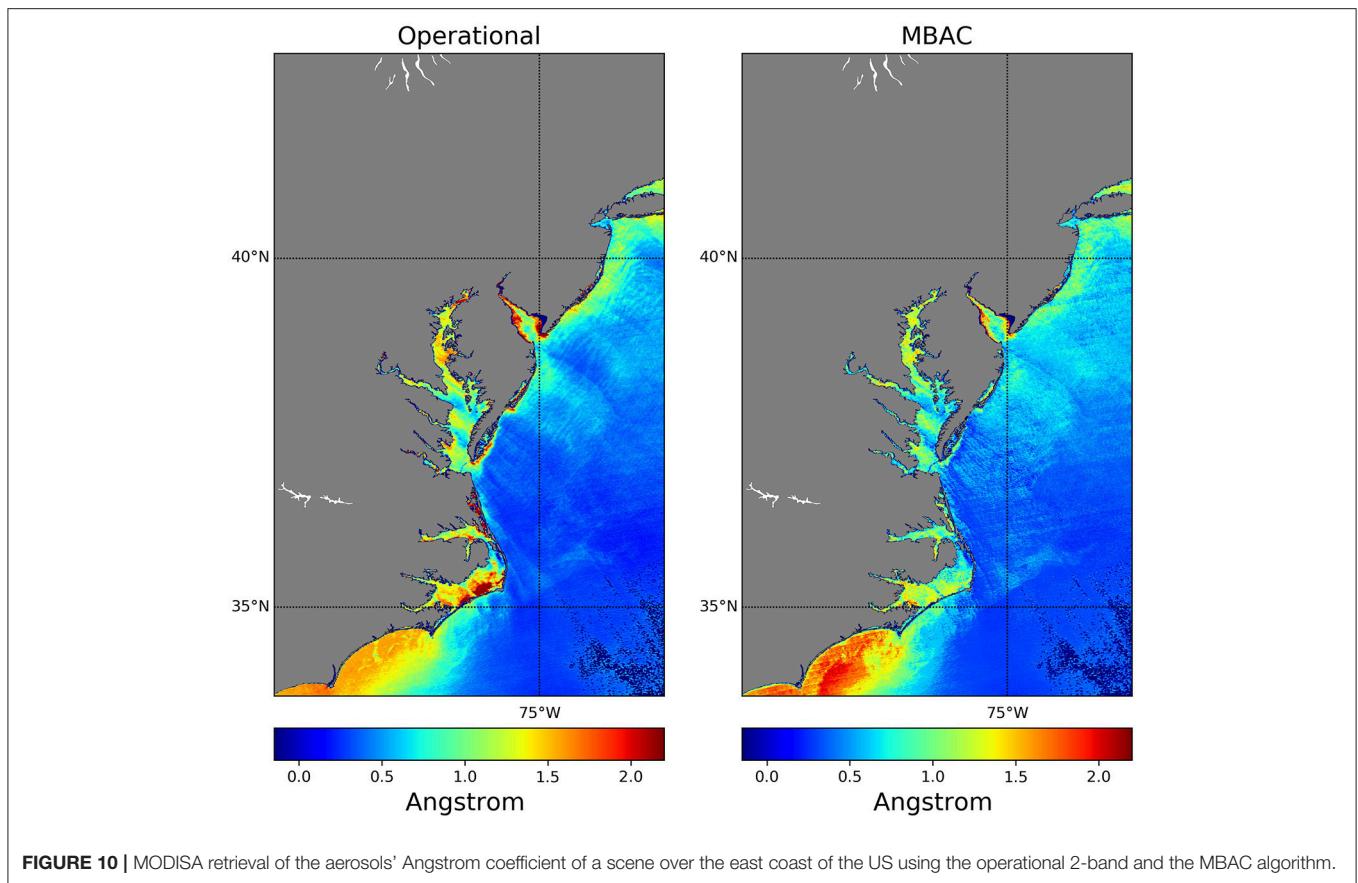 Operational
MBAC
40°N
35°N
75°W
40°N
35°N
75°W
0.0 0.5 1.0 1.5 2.0
Angstrom
0.0 0.5 1.0 1.5 2.0
Angstrom
FIGURE 10 | MODISA retrieval of the aerosols' Angstrom coefficient of a scene over the east coast of the US using the operational 2-band and the MBAC algorithm.